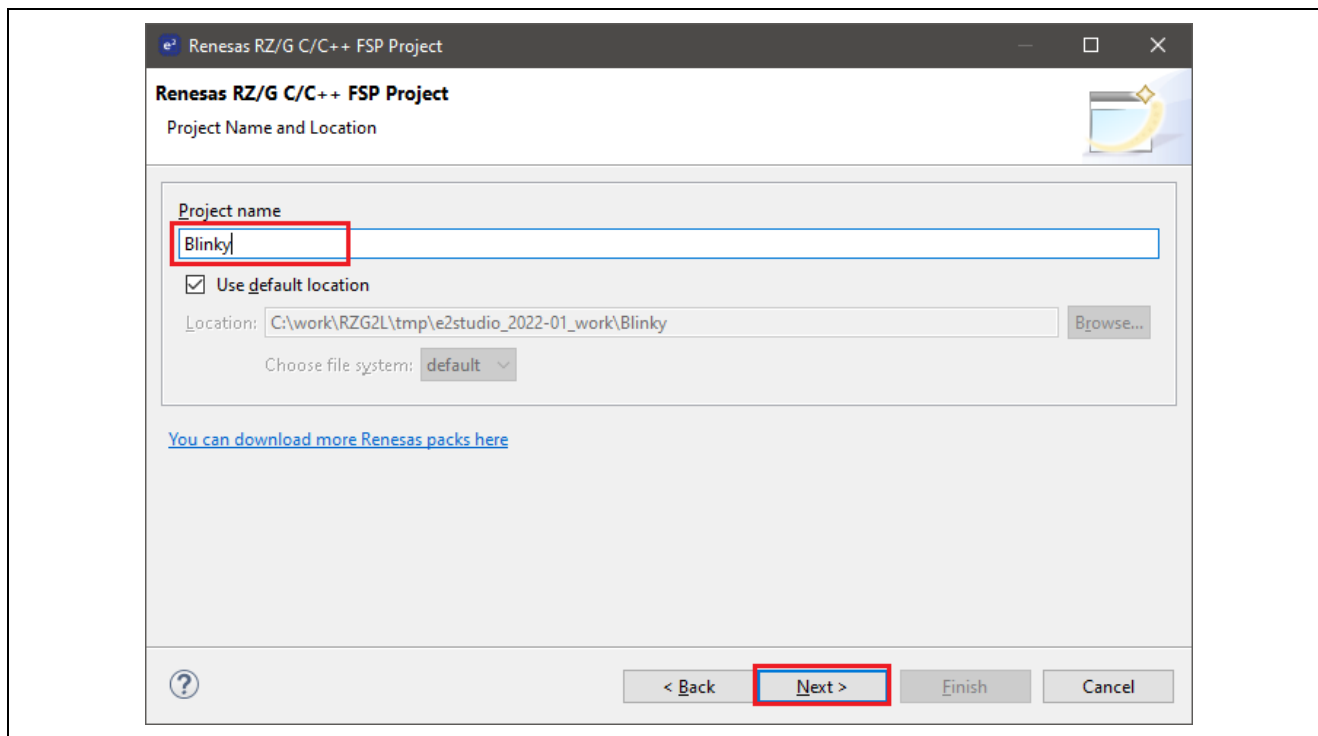 e² Renesas RZ/G C/C++ FSP Project
Renesas RZ/G C/C++ FSP Project
Project Name and Location
Project name
Blinky
Use default location
Location: C:\work\RZG2L\tmp\e2studio_2022-01_work\Blinky Browse...
Choose file system: default
You can download more Renesas packs here
? < Back Next > Finish Cancel